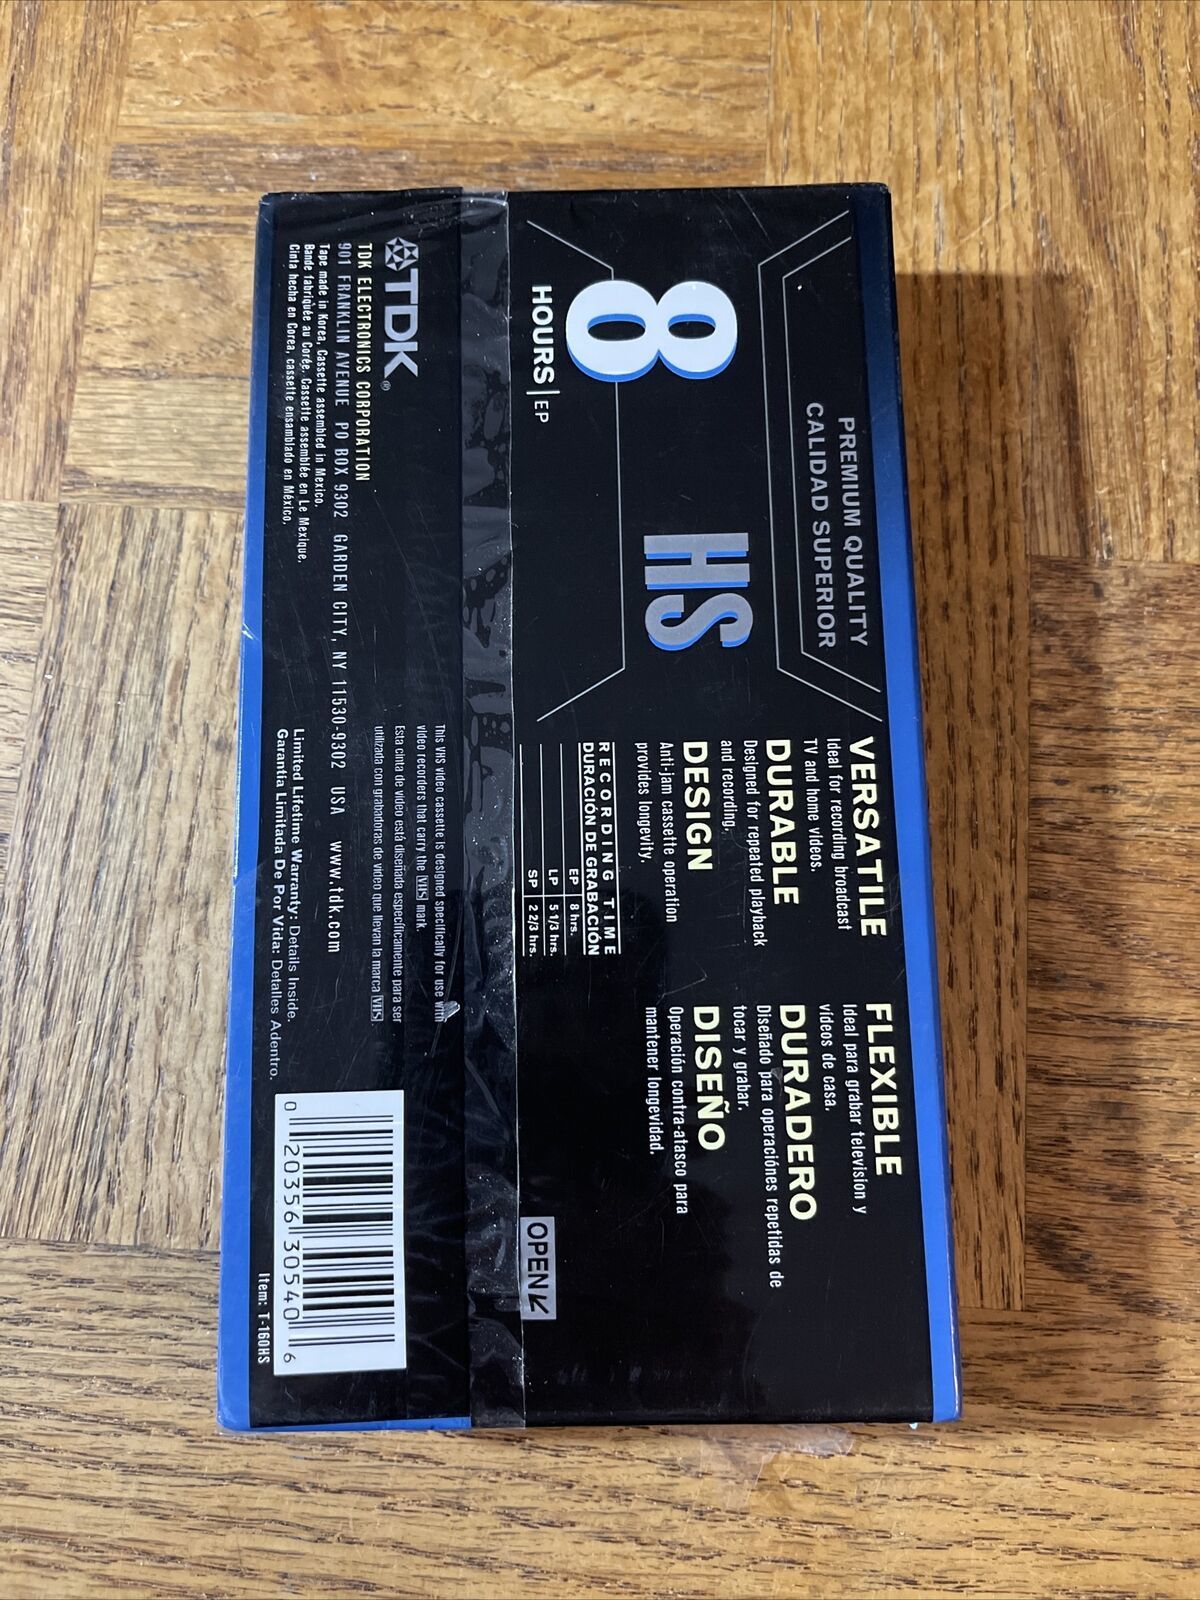 PREMIUM QUALITY
CALIDAD SUPERIOR
8
HS
HOURS | EP
VERSATILE
Ideal for recording broadcast
TV and home videos.
DURABLE
Designed for repeated playback
and recording.
DESIGN
Anti-jam cassette operation
provides longevity.
RECORDING TIME
DURACIÓN DE GRABACIÓN
EP 8 hrs.
LP 5 1/3 hrs.
SP 2 2/3 hrs.
FLEXIBLE
Ideal para grabar television y
videos de casa.
DURADERO
Diseñado para operaciónes repetidas de
tocar y grabar.
DISEÑO
Operación contra-atasco para
mantener longevidad.
OPEN
TDK®
TDK ELECTRONICS CORPORATION
901 FRANKLIN AVENUE PO BOX 9302 GARDEN CITY, NY 11530-9302 USA www.tdk.com
Tape made in Korea, Cassette assembled in Mexico.
Bande fabriquée au Corée. Cassette assemblée en Le Mexique.
Cinta hecha en Corea, cassette ensamblado en México.
This VHS video cassette is designed specifically for use with
video recorders that carry the VHS mark.
Esta cinta de video está diseñada específicamente para ser
utilizada con grabadoras de video que llevan la marca VHS
Limited Lifetime Warranty: Details Inside.
Garantía Limitada De Por Vida: Detalles Adentro.
0 20356 30540 6
Item: T-160HS